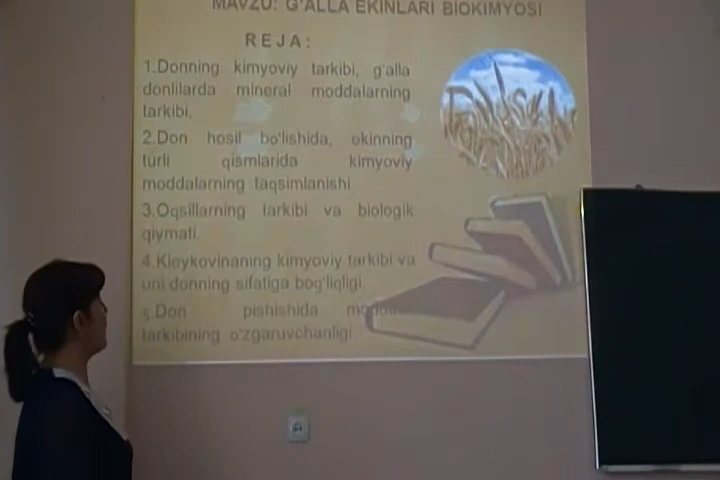 MAVZU: G'ALLA EKINLARI BIOKIMYOSI
REJA:
1.Donning kimyoviy tarkibi, g'alla
donlilarda mineral moddalarning
tarkibi.
2.Don hosil bo'lishida, ekinning
turli qismlarida kimyoviy
moddalarning taqsimlanishi
3.Oqsillarning tarkibi va biologik
qiymati.
4.Kleykovinaning kimyoviy tarkibi va
uni donning sifatiga bog'liqligi.
5.Don pishishida modda
tarkibining o'zgaruvchanligi